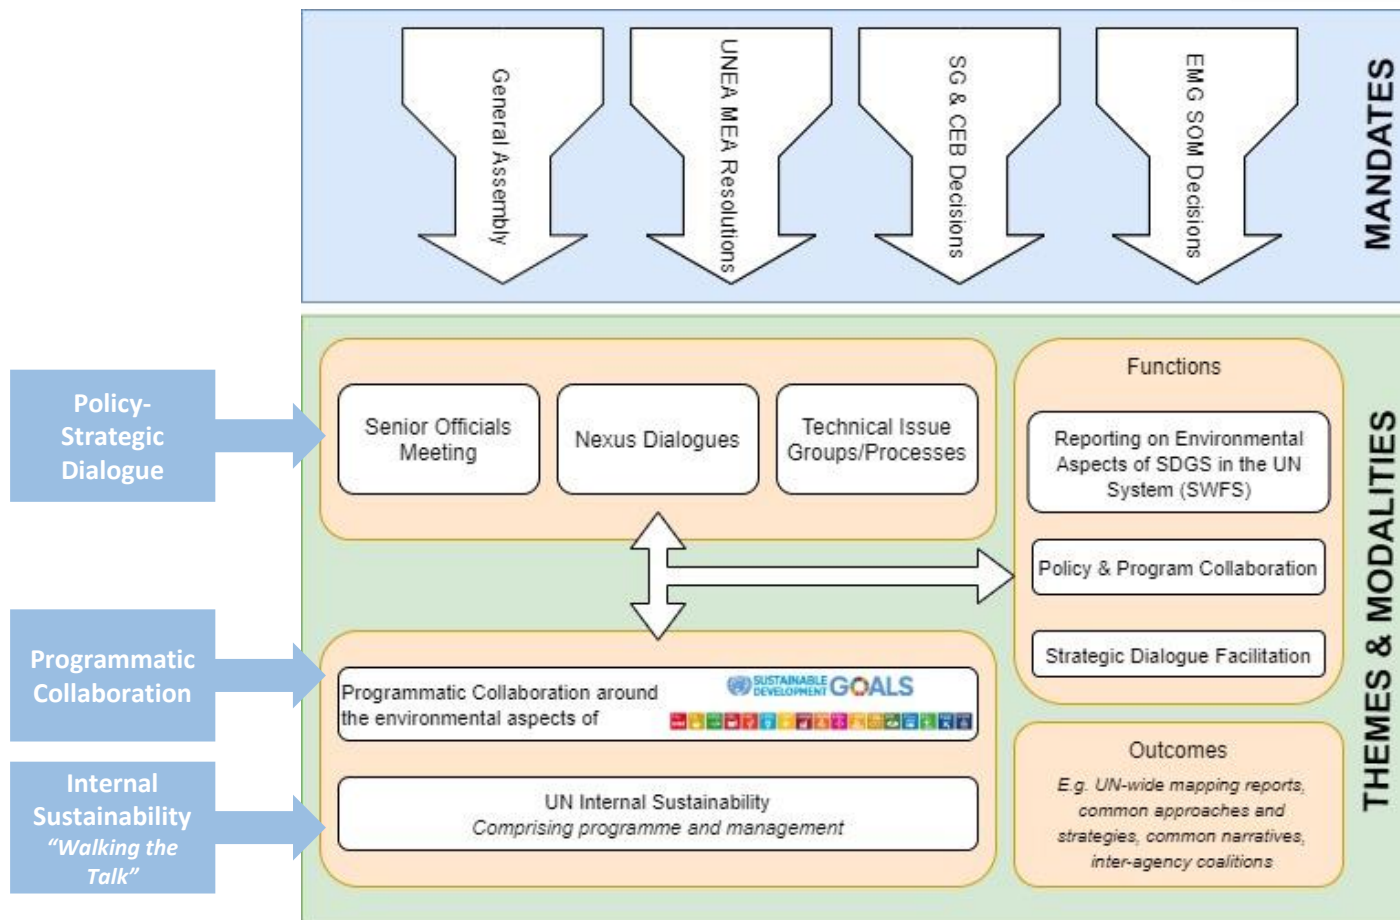 General Assembly
UNEA MEA Resolutions
SG & CEB Decisions
EMG SOM Decisions
MANDATES
Policy-
Strategic
Dialogue
Senior Officials
Meeting
Nexus Dialogues
Technical Issue
Groups/Processes
Functions
Reporting on Environmental
Aspects of SDGS in the UN
System (SWFS)
Policy & Program Collaboration
Strategic Dialogue Facilitation
THEMES & MODALITIES
Programmatic
Collaboration
Programmatic Collaboration around
the environmental aspects of
SUSTAINABLE
DEVELOPMENT GOALS
Internal
Sustainability
“Walking the
Talk”
UN Internal Sustainability
Comprising programme and management
Outcomes
E.g. UN-wide mapping reports,
common approaches and
strategies, common narratives,
inter-agency coalitions